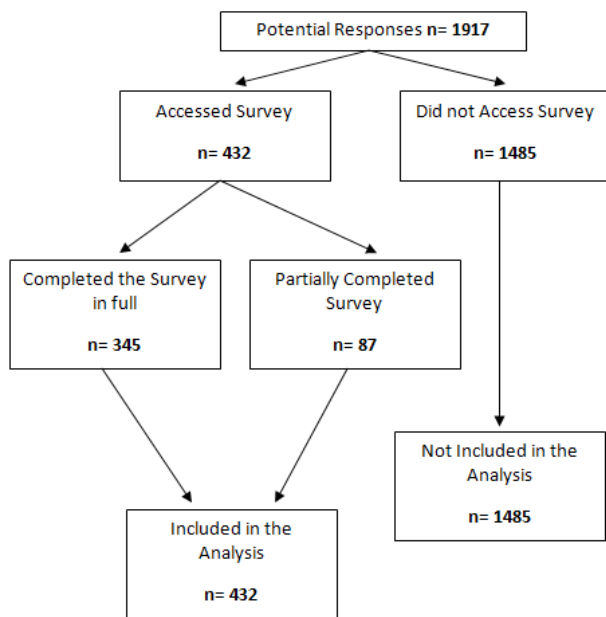 Potential Responses n= 1917
Accessed Survey
n= 432
Did not Access Survey
n= 1485
Completed the Survey
in full
n= 345
Partially Completed
Survey
n= 87
Not Included in the
Analysis
n= 1485
Included in the
Analysis
n= 432